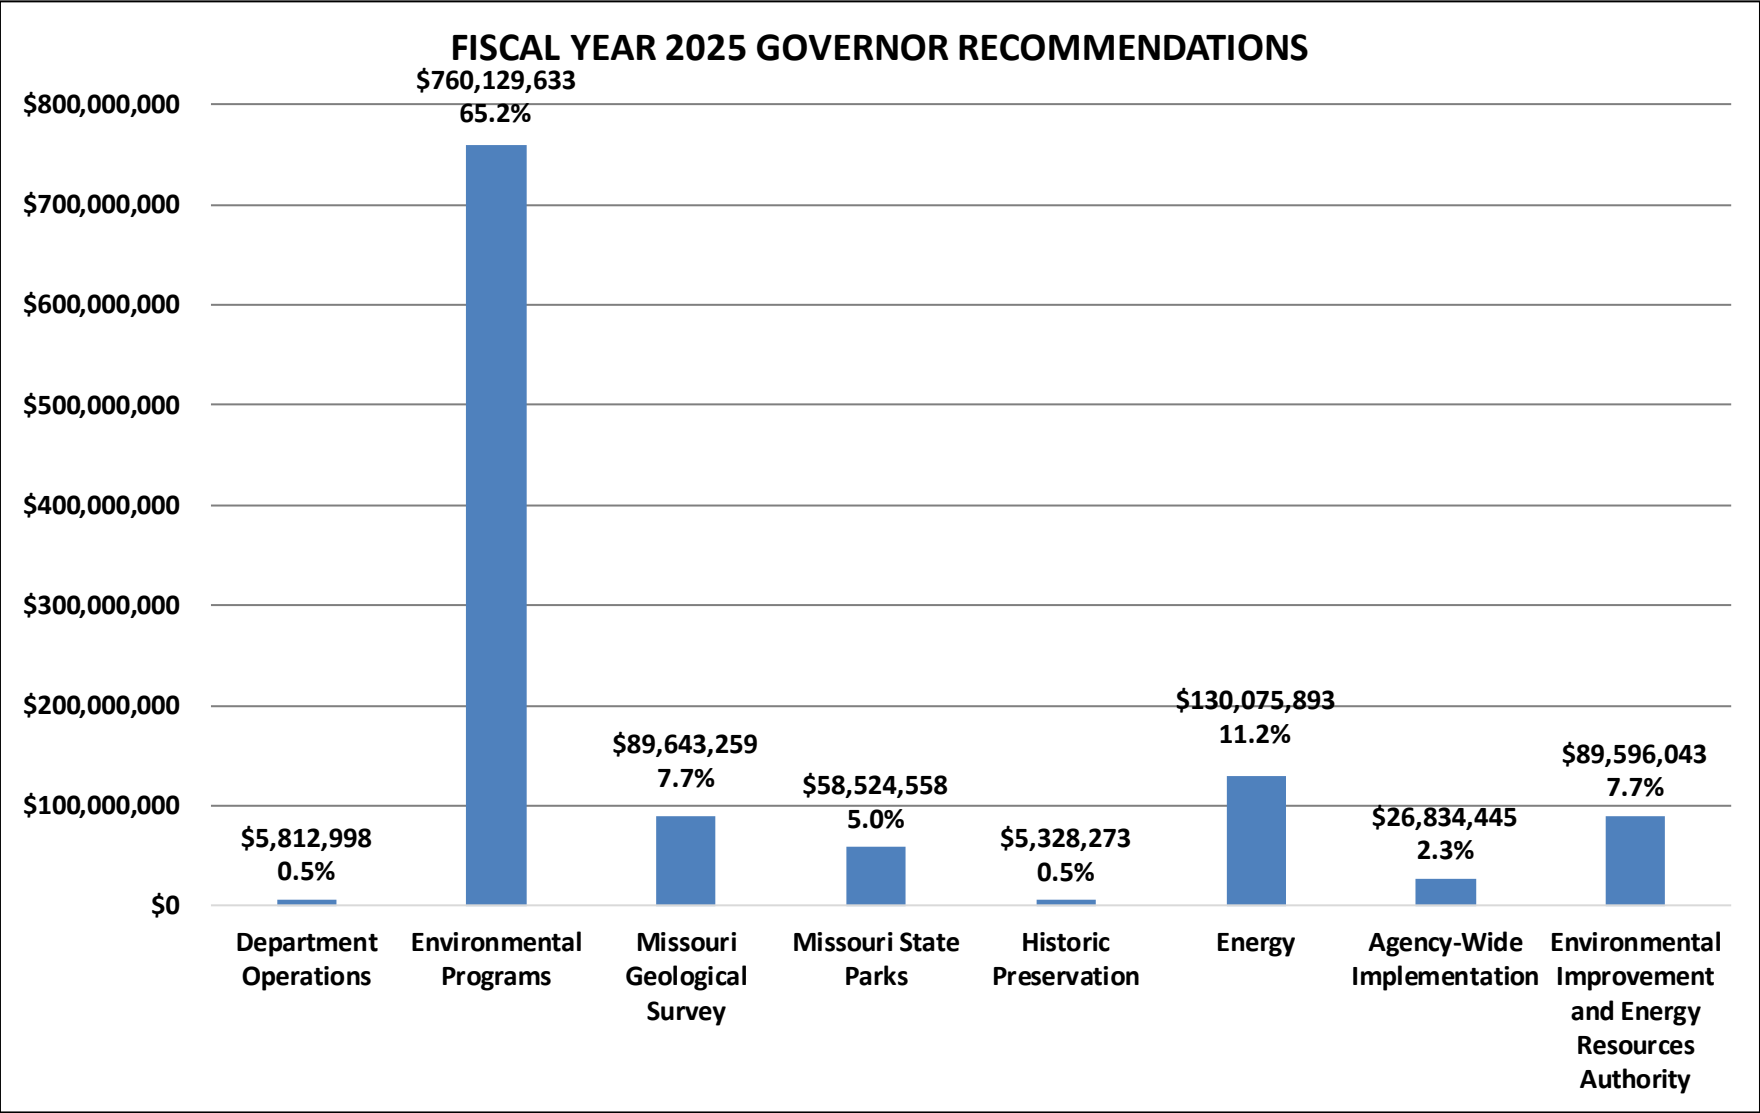 FISCAL YEAR 2025 GOVERNOR RECOMMENDATIONS
$800,000,000
$700,000,000
$600,000,000
$500,000,000
$400,000,000
$300,000,000
$200,000,000
$100,000,000
$0
$5,812,998
0.5%
$760,129,633
65.2%
$89,643,259
7.7%
$58,524,558
5.0%
$5,328,273
0.5%
$130,075,893
11.2%
$26,834,445
2.3%
$89,596,043
7.7%
Department
Operations
Environmental
Programs
Missouri
Geological
Survey
Missouri State
Parks
Historic
Preservation
Energy
Agency-Wide
Implementation
Environmental
Improvement
and Energy
Resources
Authority